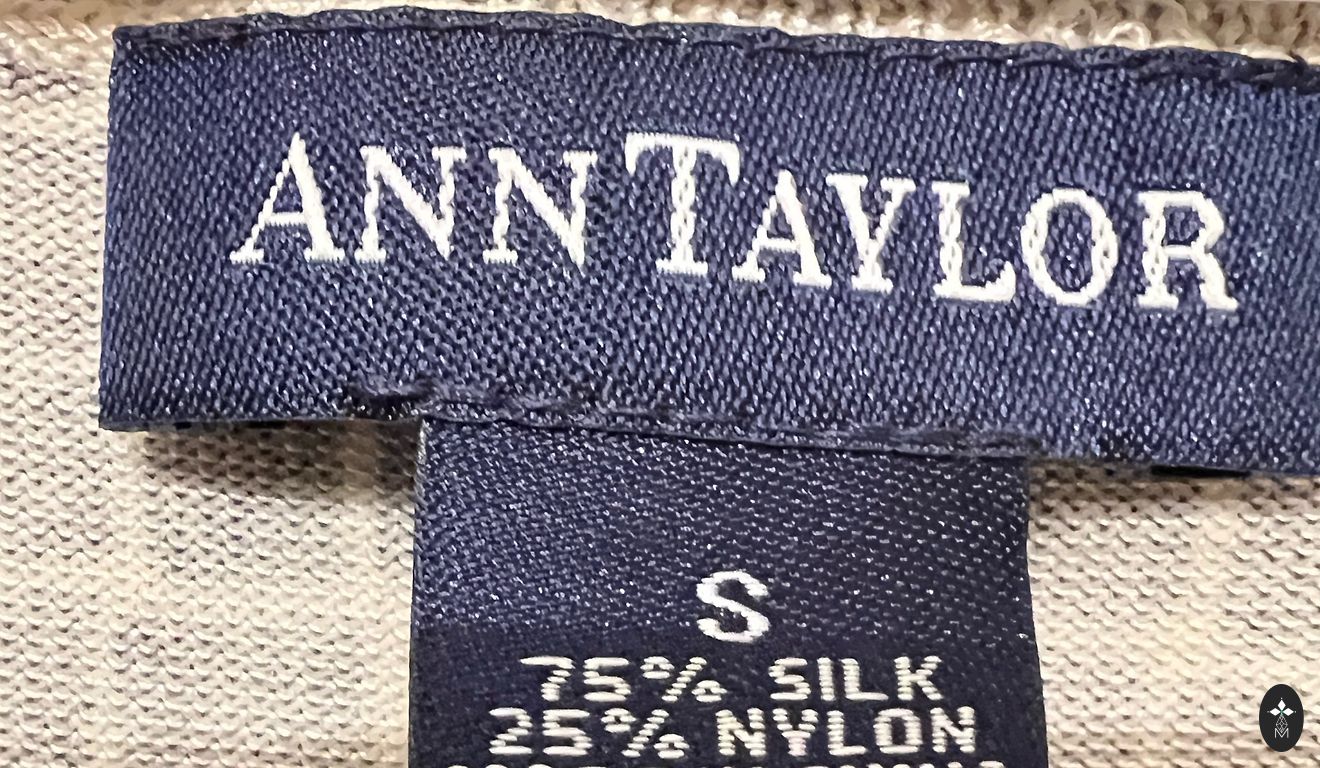 ANN TAYLOR
S
75% SILK
25% NYLON